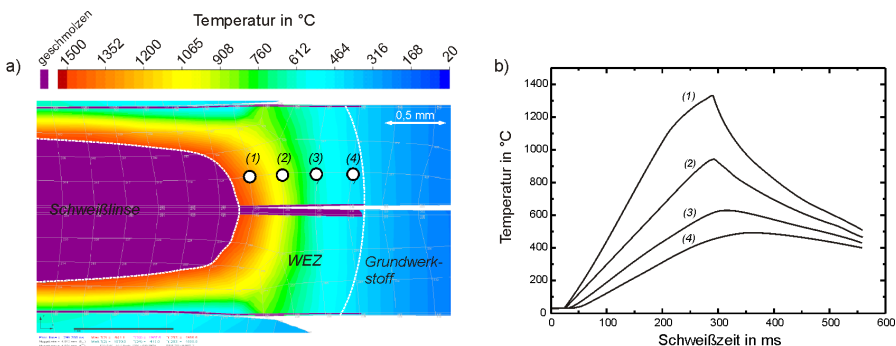 Temperatur in °C
geschmolzen
1500 1352 1200 1065 908 760 612 464 316 168 20
a)
0.5 mm
(1) (2) (3) (4)
Schweißlinse
WEZ
Grundwerk-
stoff
b)
Temperatur in °C
1400
1200
1000
800
600
400
200
0
(1)
(2)
(3)
(4)
0 100 200 300 400 500 600
Schweißzeit in ms